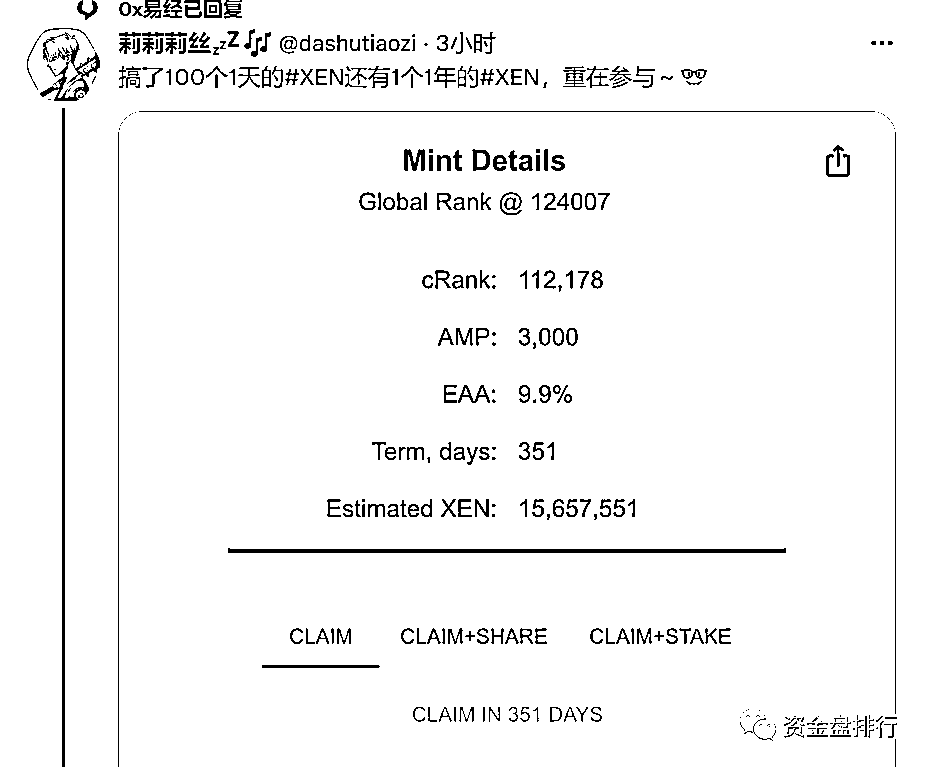 0x易经已回复
莉莉莉丝zzZ @dashutiaozi · 3小时
搞了100个1天的#XEN还有1个1年的#XEN，重在参与～
Mint Details
Global Rank @ 124007
cRank: 112,178
AMP: 3,000
EAA: 9.9%
Term, days: 351
Estimated XEN: 15,657,551
CLAIM CLAIM+SHARE CLAIM+STAKE
CLAIM IN 351 DAYS
资金盘排行